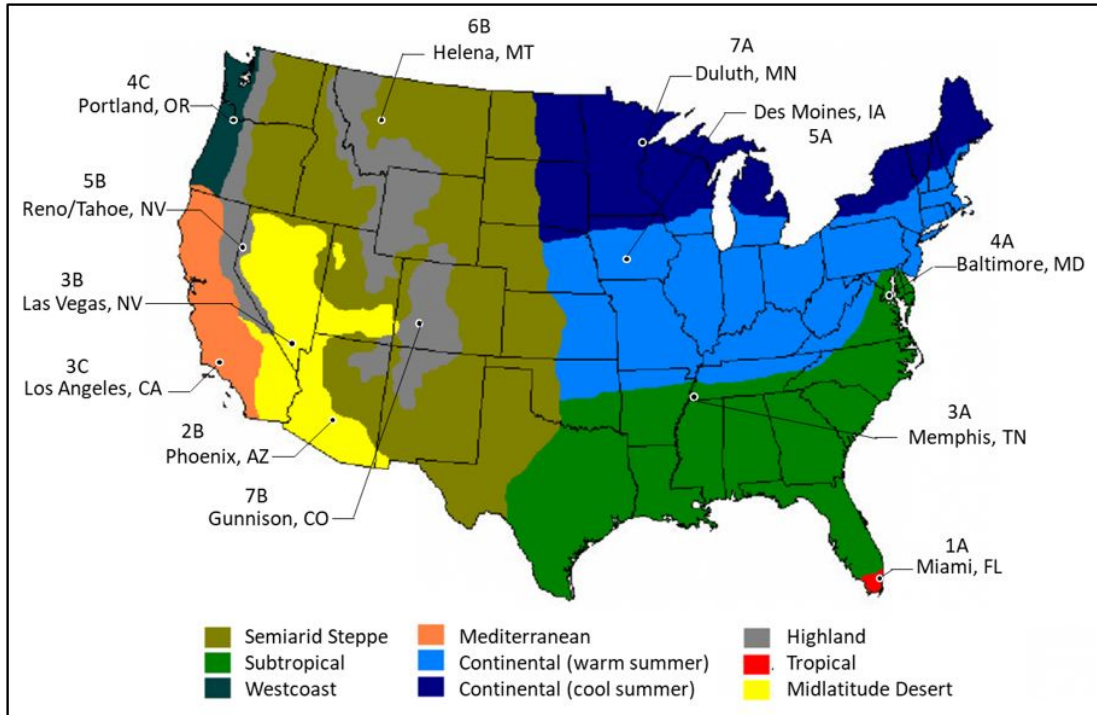 6B
Helena, MT
7A
Duluth, MN
4C
Portland, OR
Des Moines, IA
5A
5B
Reno/Tahoe, NV
4A
Baltimore, MD
3B
Las Vegas, NV
3C
Los Angeles, CA
3A
Memphis, TN
2B
Phoenix, AZ
7B
Gunnison, CO
1A
Miami, FL
Semiarid Steppe
Mediterranean
Highland
Subtropical
Continental (warm summer)
Tropical
Westcoast
Continental (cool summer)
Midlatitude Desert